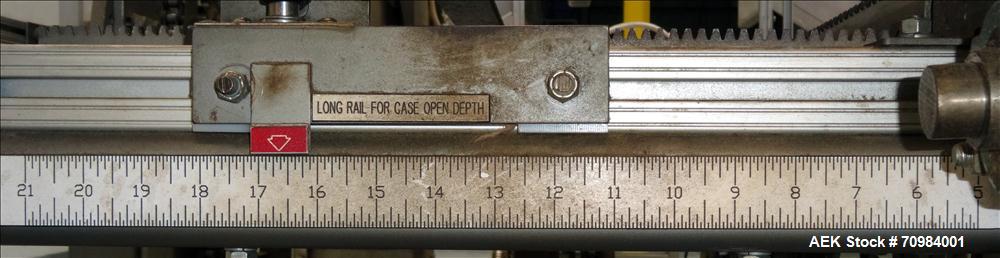 LONG RAIL FOR CASE OPEN DEPTH
21 20 19 18 17 16 15 14 13 12 11 10 9 8 7 6 5
AEK Stock # 70984001